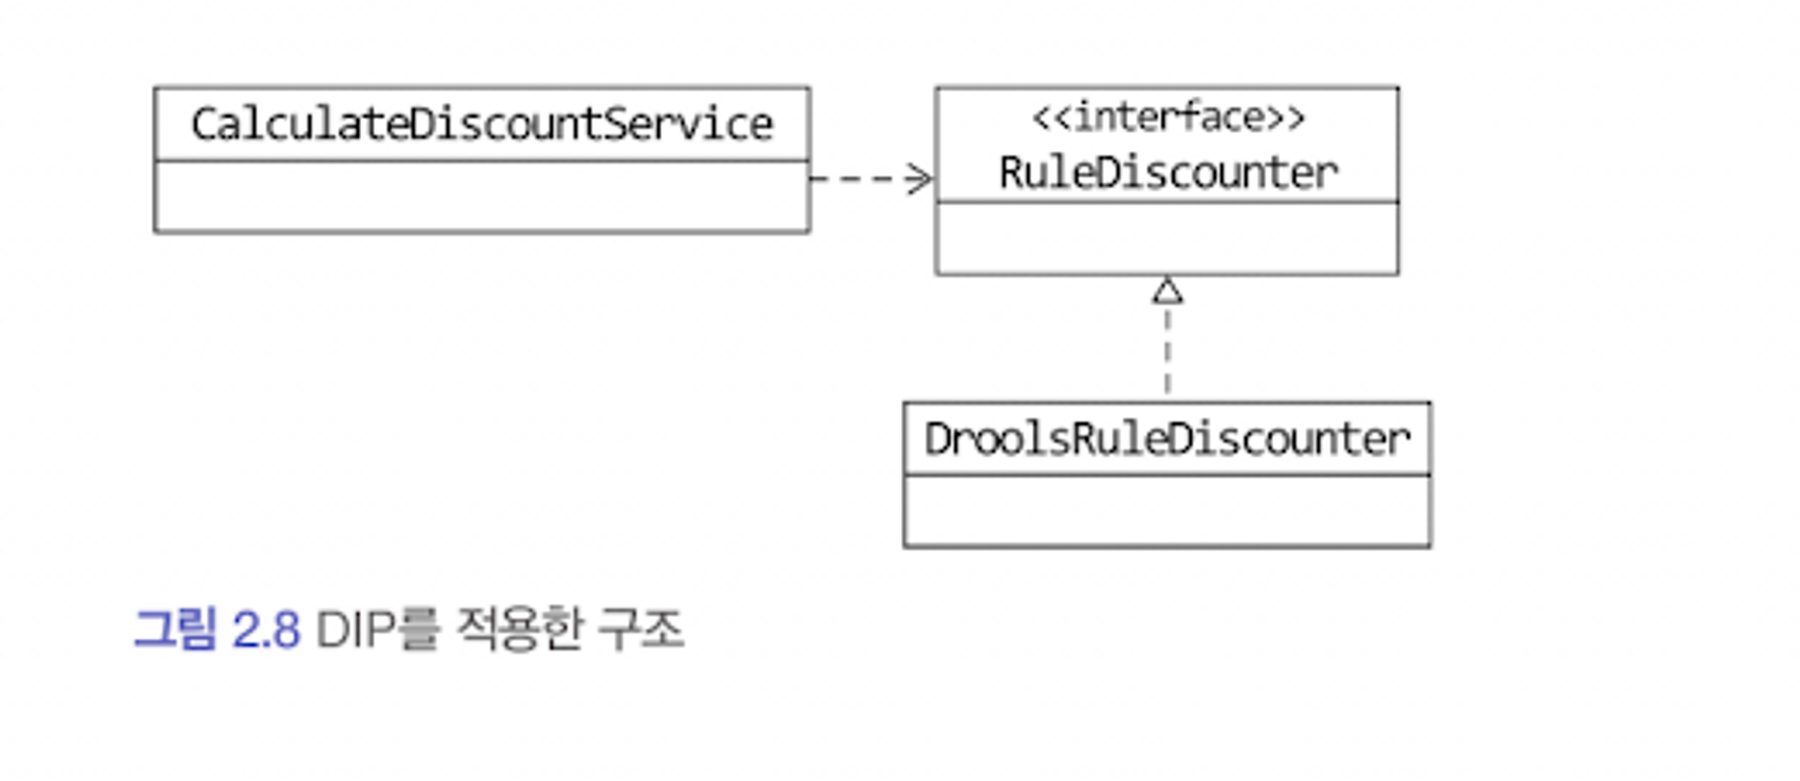 CalculateDiscountService
<<interface>>
RuleDiscounter
DroolsRuleDiscounter
그림 2.8 DIP를 적용한 구조